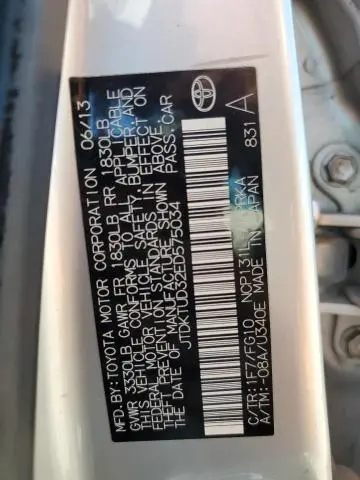 MFD. BY: TOYOTA MOTOR CORPORATION 06/13
GVWR 3330LB GAWR FR 1830LB RR 1830LB
THIS VEHICLE CONFORMS TO ALL APPLICABLE
FEDERAL MOTOR VEHICLE SAFETY, BUMPER, AND
THEFT PREVENTION STANDARDS IN EFFECT ON
THE DATE OF MANUFACTURE SHOWN ABOVE.
JTDKTUD32ED575034 PASS. CAR
C/TR:1F7/FG10 NCP131L- PRKA
A/TM:-08A/U340E MADE IN JAPAN 831 A
TOYOTA